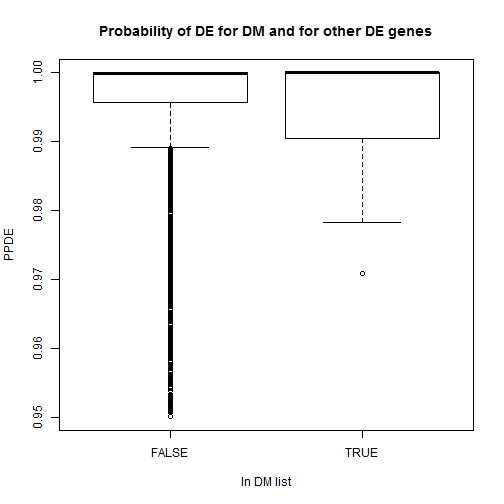 Probability of DE for DM and for other DE genes
1.00
0.99
0.98
0.97
0.96
0.95
PPDE
FALSE TRUE
In DM list